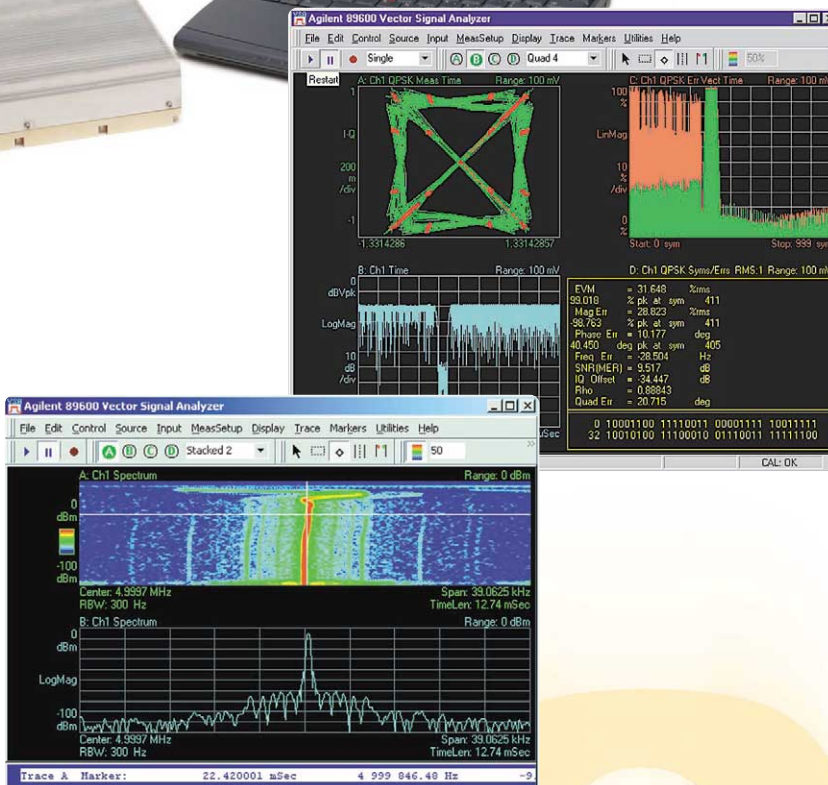 Agilent 89600 Vector Signal Analyzer
File Edit Control Source Input MeasSetup Display Trace Markers Utilities Help
Single A B C D Quad 4 50%
Restart
A: Ch1 QPSK Meas Time Range: 100 mV
1
I-Q
200
m
/div
-1
-1.33142857 1.33142857
C: Ch1 QPSK Err Vect Time Range: 100 mV
100
%
LinMag
10
%
/div
0
%
Start: 0 sym Stop: 999 sym
B: Ch1 Time Range: 100 mV
0
dBVpk
LogMag
10
dB
/div
D: Ch1 QPSK Syms/Errs RMS:1 Range: 100 mV
EVM = 31.648 %rms
99.018 % pk at sym 411
Mag Err = 28.823 %rms
-98.763 % pk at sym 411
Phase Err = 10.177 deg
40.450 deg pk at sym 405
Freq Err = -28.504 Hz
SNR(MER) = 9.517 dB
IQ Offset = -34.447 dB
Rho = 0.88843
Quad Err = 20.715 deg
0 10001100 11110011 00001111 10011111
32 10010100 11100010 01110011 11111100
CAL: OK
Agilent 89600 Vector Signal Analyzer
File Edit Control Source Input MeasSetup Display Trace Markers Utilities Help
A B C D Stacked 2 50
A: Ch1 Spectrum Range: 0 dBm
0
dBm
-100
dBm
Center: 4.9997 MHz Span: 39.0625 kHz
RBW: 300 Hz TimeLen: 12.74 mSec
B: Ch1 Spectrum Range: 0 dBm
0
dBm
LogMag
-100
dBm
Center: 4.9997 MHz Span: 39.0625 kHz
RBW: 300 Hz TimeLen: 12.74 mSec
Trace A Marker: 22.420001 mSec 4 999 846.48 Hz -9.